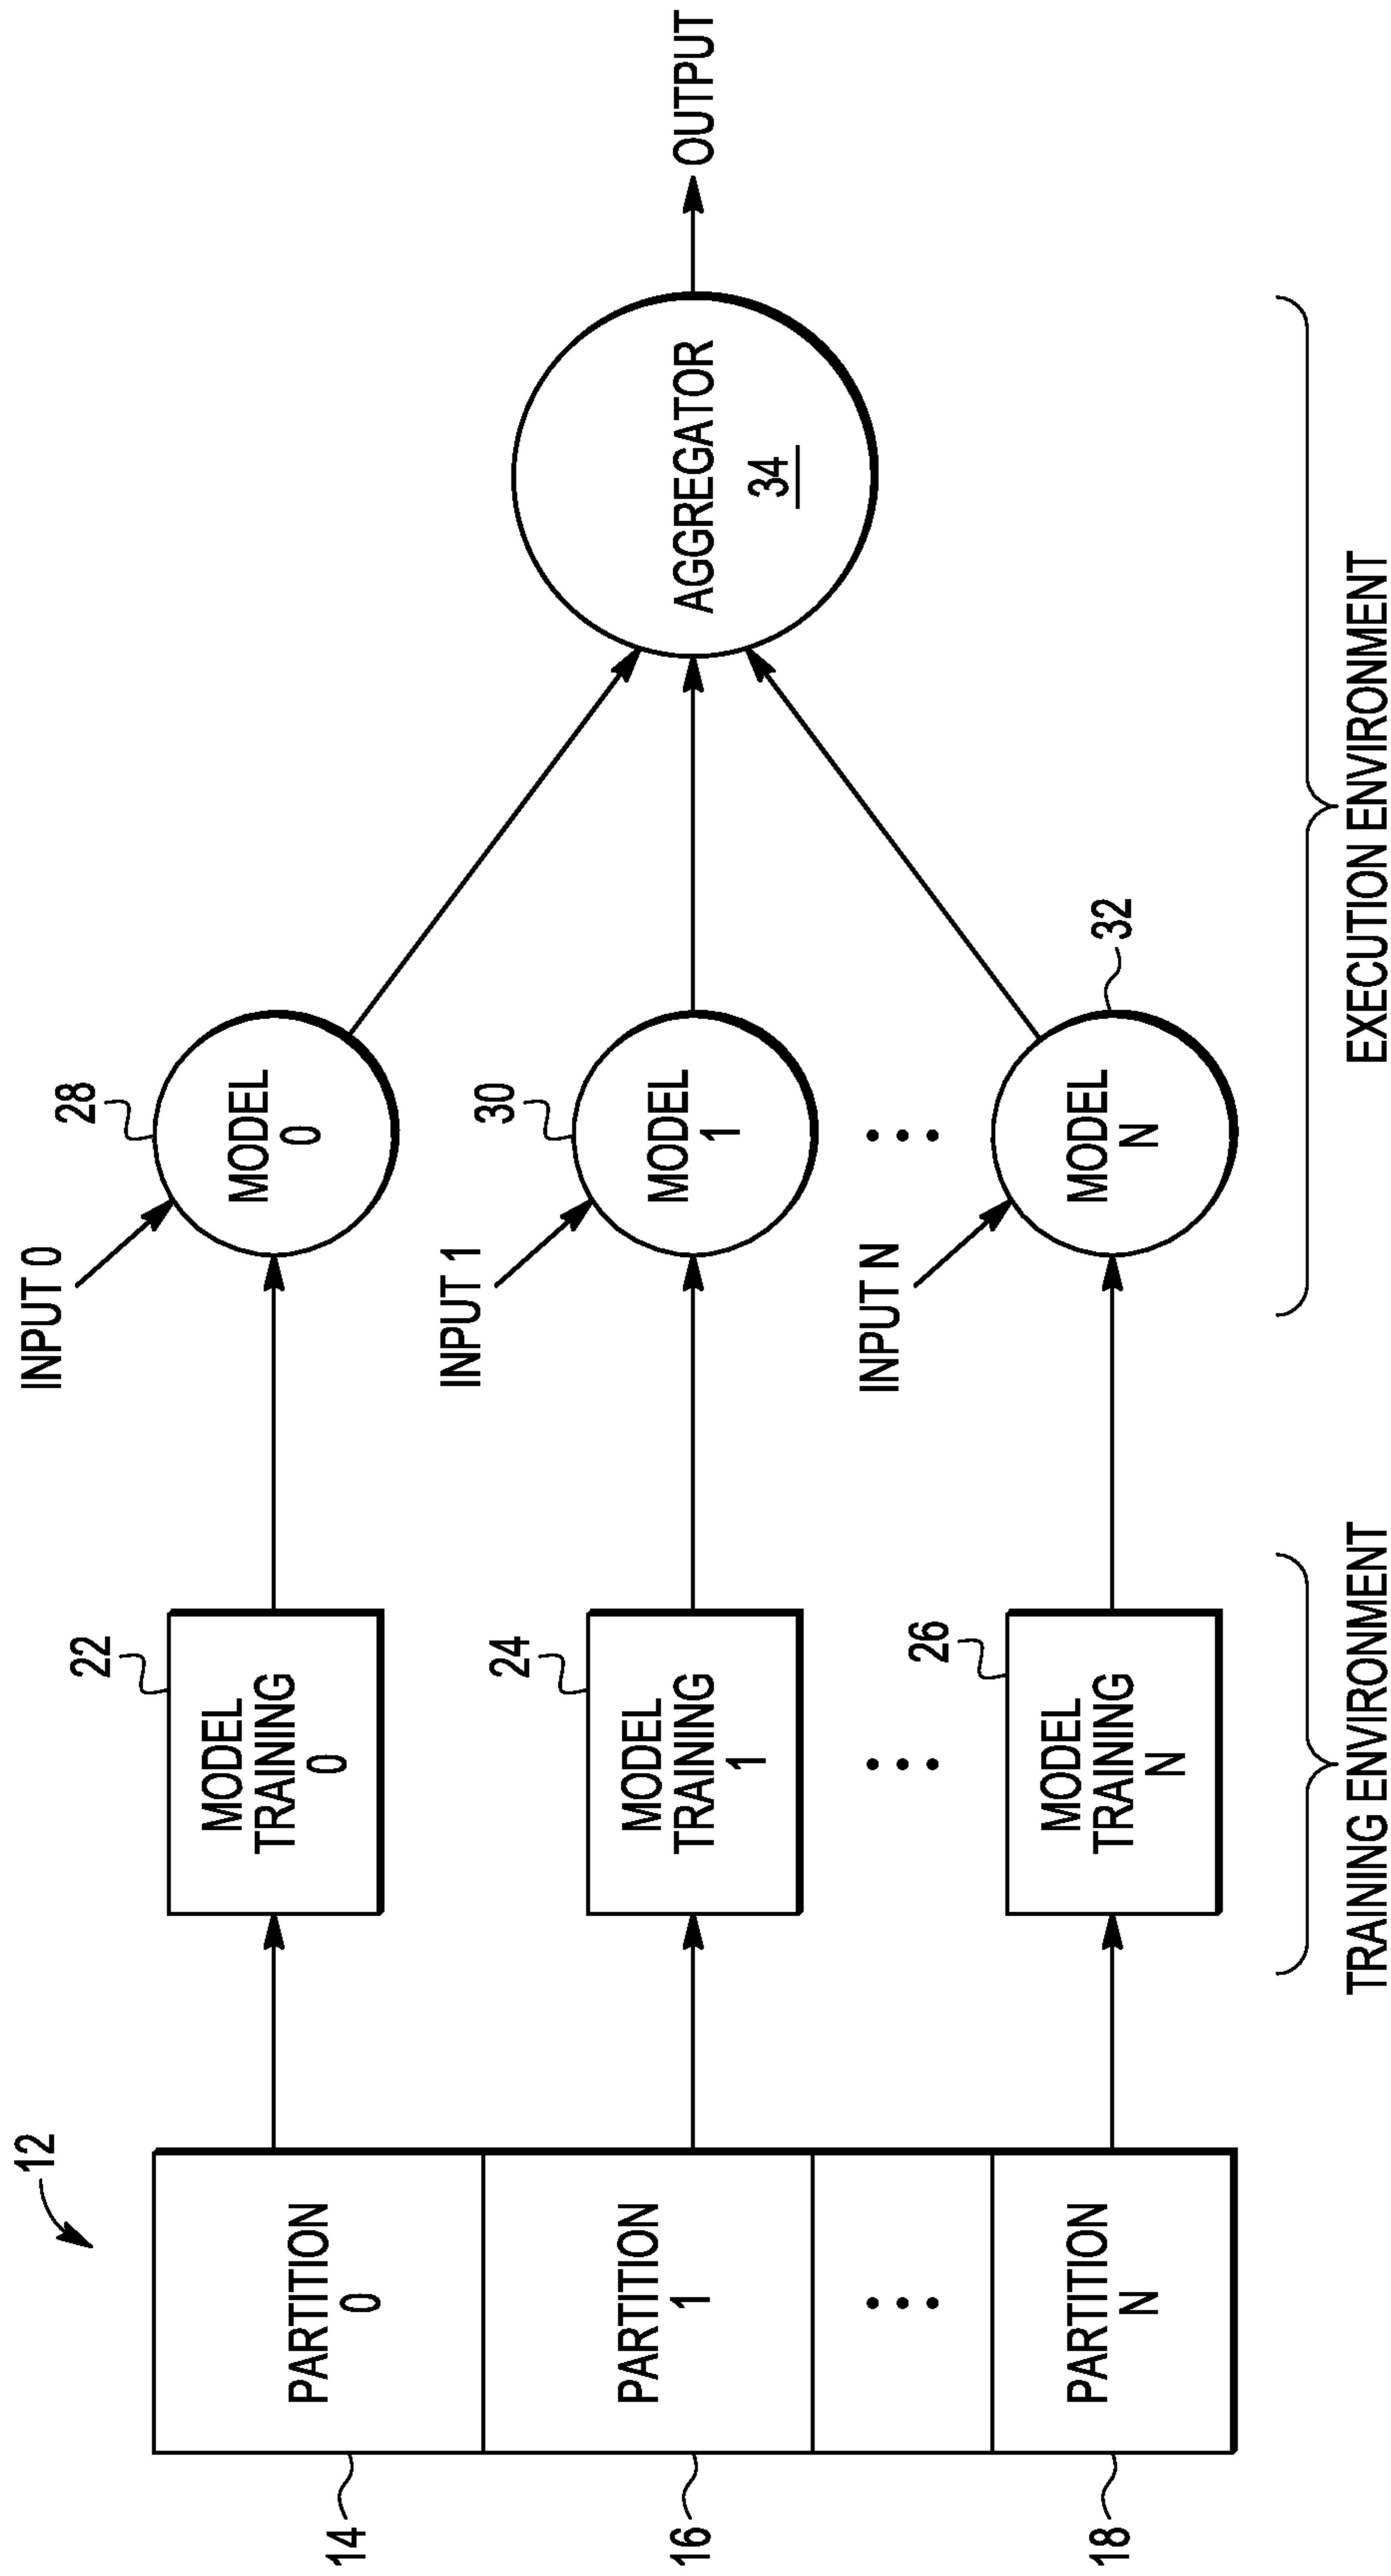 12
14
PARTITION
0
16
PARTITION
1
18
PARTITION
N
22
MODEL
TRAINING
0
24
MODEL
TRAINING
1
26
MODEL
TRAINING
N
TRAINING ENVIRONMENT
INPUT 0
28
MODEL
0
INPUT 1
30
MODEL
1
INPUT N
MODEL
N
32
AGGREGATOR
34
OUTPUT
EXECUTION ENVIRONMENT